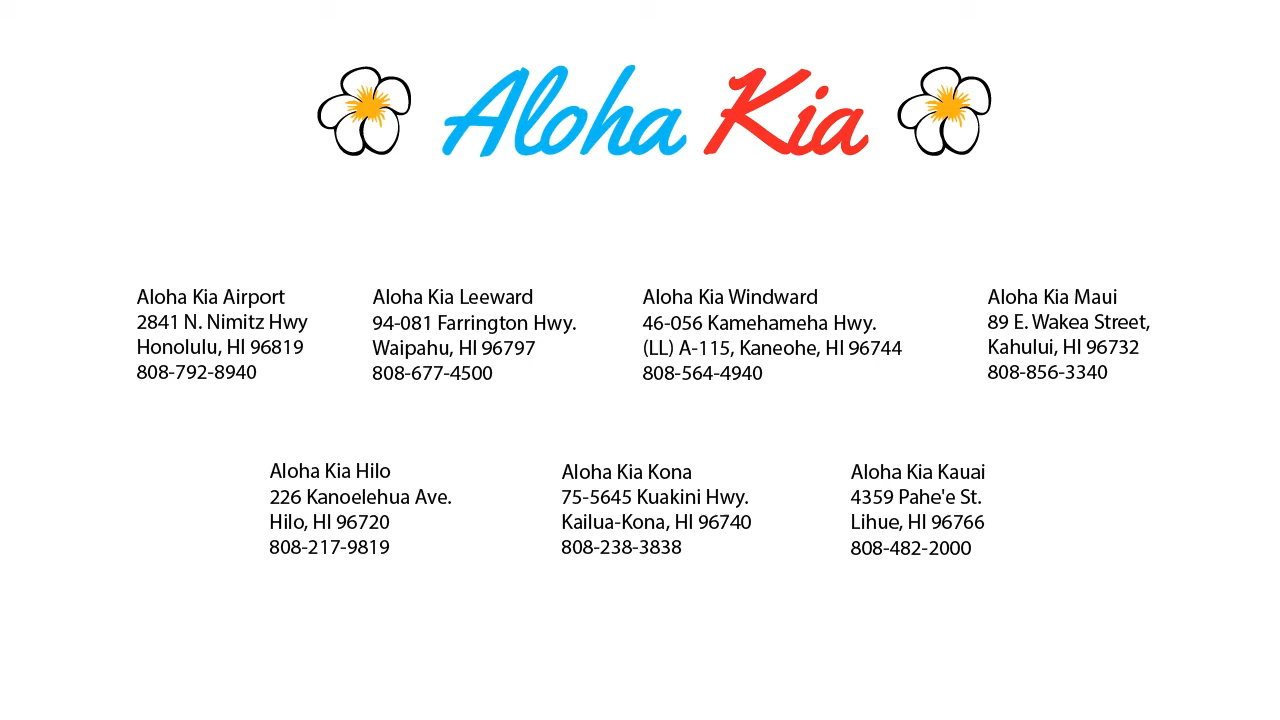 Aloha Kia
Aloha Kia Airport
2841 N. Nimitz Hwy
Honolulu, HI 96819
808-792-8940
Aloha Kia Leeward
94-081 Farrington Hwy.
Waipahu, HI 96797
808-677-4500
Aloha Kia Windward
46-056 Kamehameha Hwy.
(LL) A-115, Kaneohe, HI 96744
808-564-4940
Aloha Kia Maui
89 E. Wakea Street,
Kahului, HI 96732
808-856-3340
Aloha Kia Hilo
226 Kanoelehua Ave.
Hilo, HI 96720
808-217-9819
Aloha Kia Kona
75-5645 Kuakini Hwy.
Kailua-Kona, HI 96740
808-238-3838
Aloha Kia Kauai
4359 Pahe'e St.
Lihue, HI 96766
808-482-2000